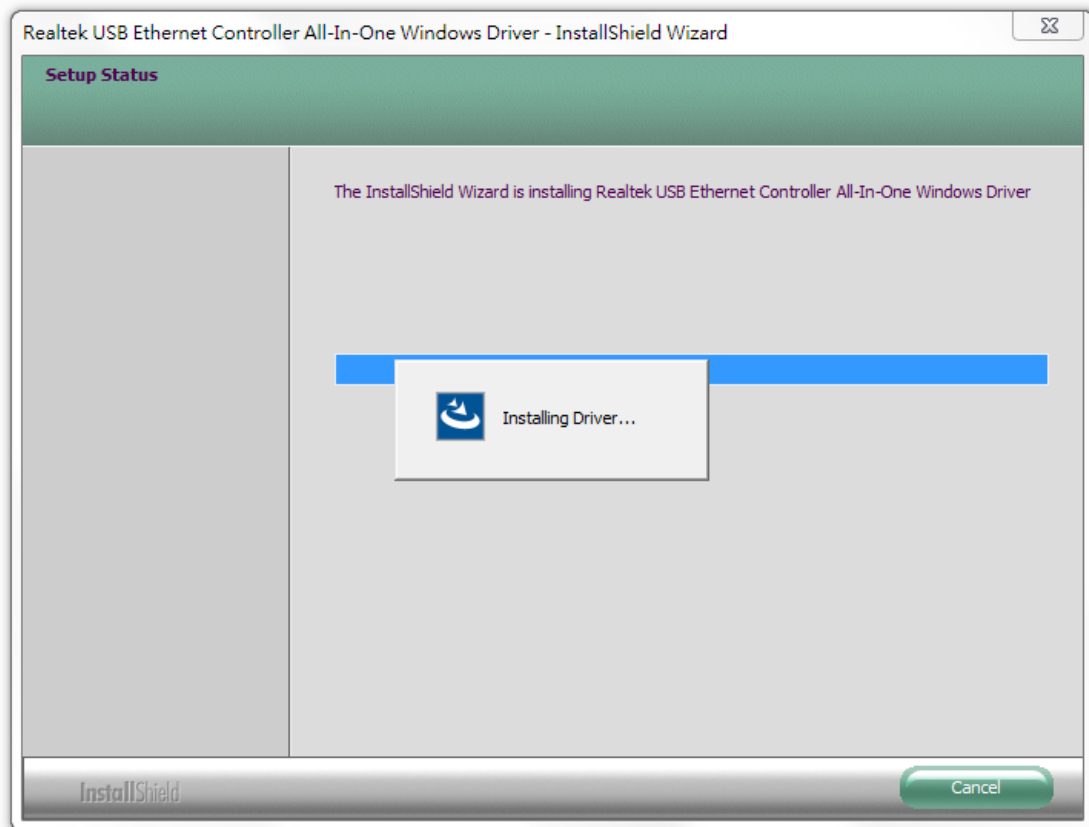 Realtek USB Ethernet Controller All-In-One Windows Driver - InstallShield Wizard
Setup Status
The InstallShield Wizard is installing Realtek USB Ethernet Controller All-In-One Windows Driver
Installing Driver...
InstallShield
Cancel